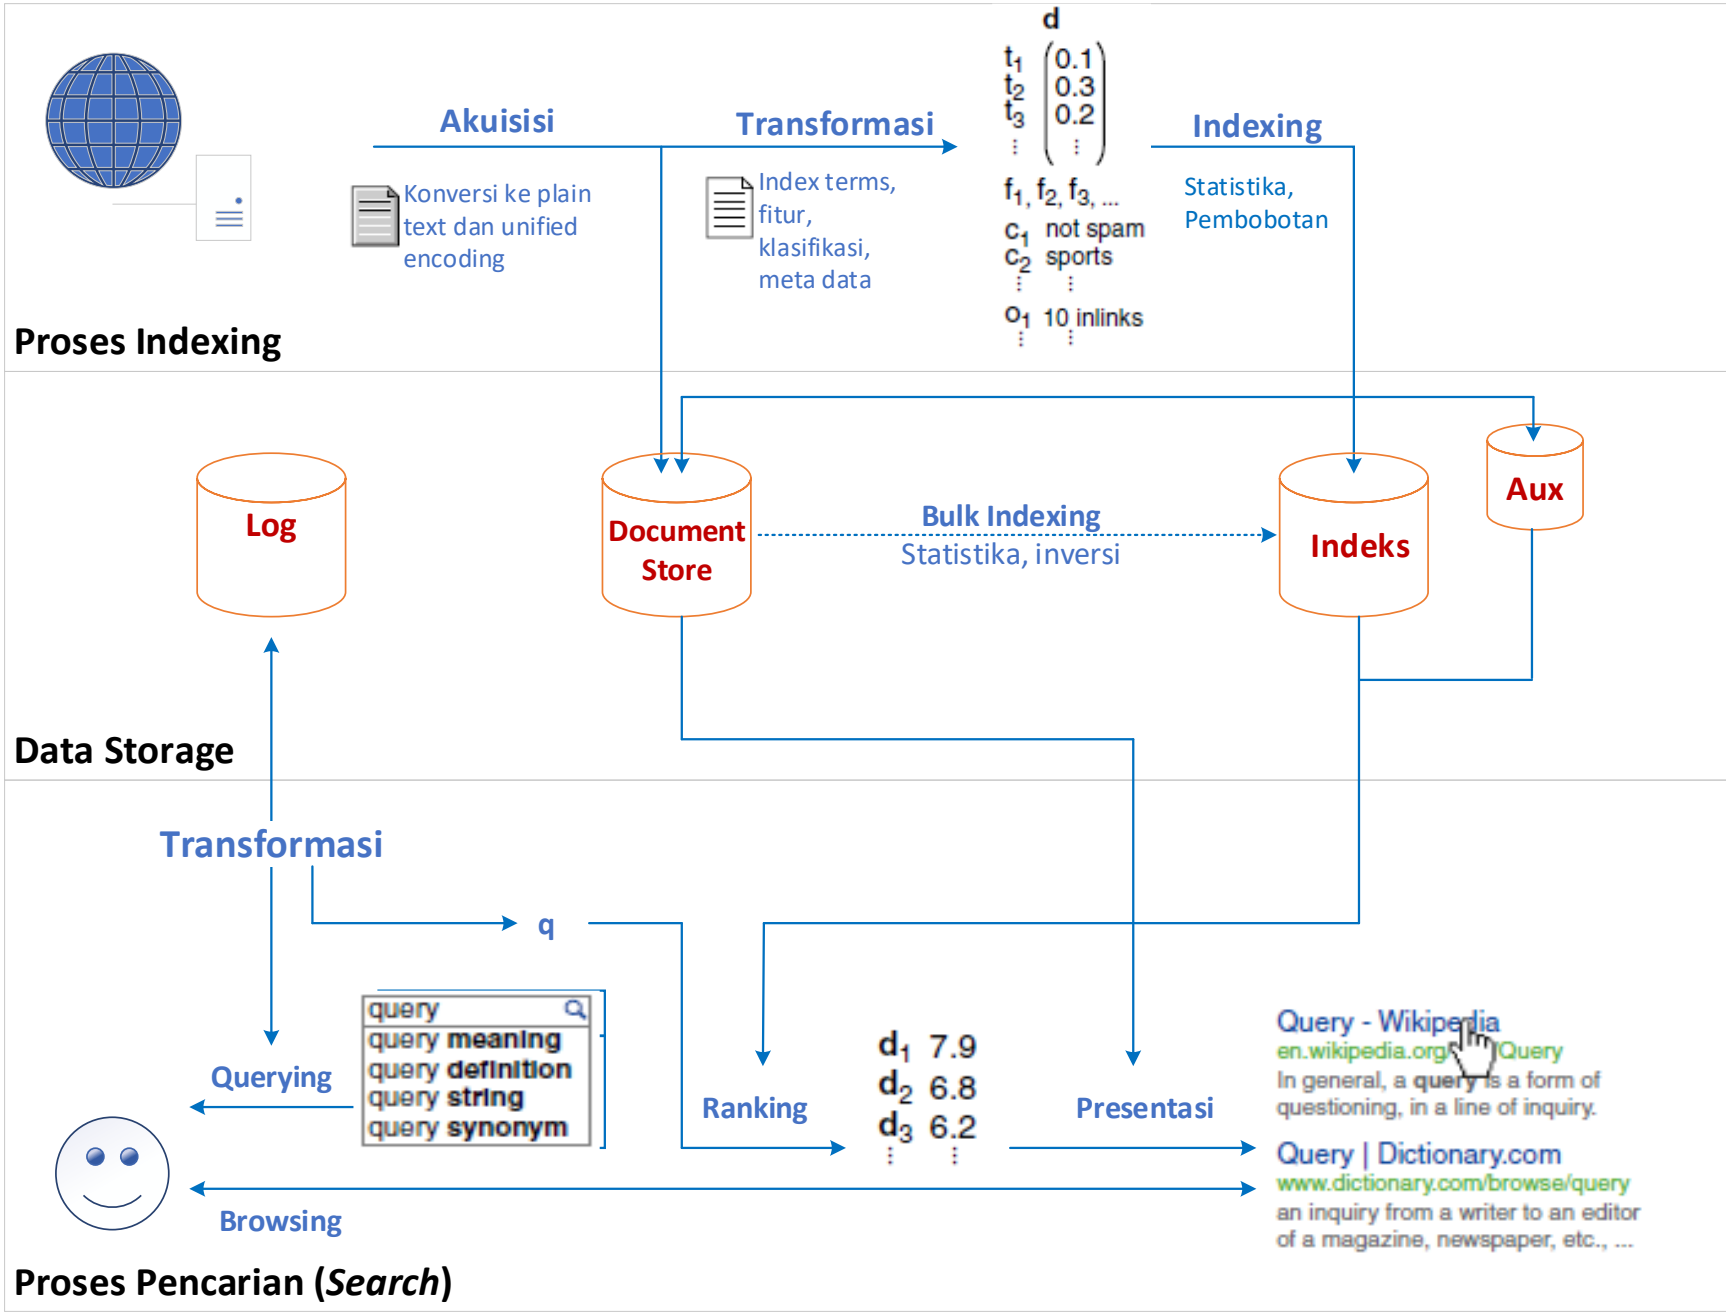 d
t1 0.1
t2 0.3
t3 0.2
⋮ ⋮
Akuisisi
Transformasi
Indexing
Konversi ke plain
text dan unified
encoding
Index terms,
fitur,
klasifikasi,
meta data
f1, f2, f3, ...
c1 not spam
c2 sports
⋮ ⋮
o1 10 inlinks
⋮ ⋮
Statistika,
Pembobotan
Proses Indexing
Log
Document
Store
Bulk Indexing
Statistika, inversi
Indeks
Aux
Data Storage
Transformasi
q
query
query meaning
query definition
query string
query synonym
Querying
Ranking
d1 7.9
d2 6.8
d3 6.2
⋮ ⋮
Presentasi
Query - Wikipedia
en.wikipedia.org/ /Query
In general, a query is a form of
questioning, in a line of inquiry.
Query | Dictionary.com
www.dictionary.com/browse/query
an inquiry from a writer to an editor
of a magazine, newspaper, etc., ...
Browsing
Proses Pencarian (Search)